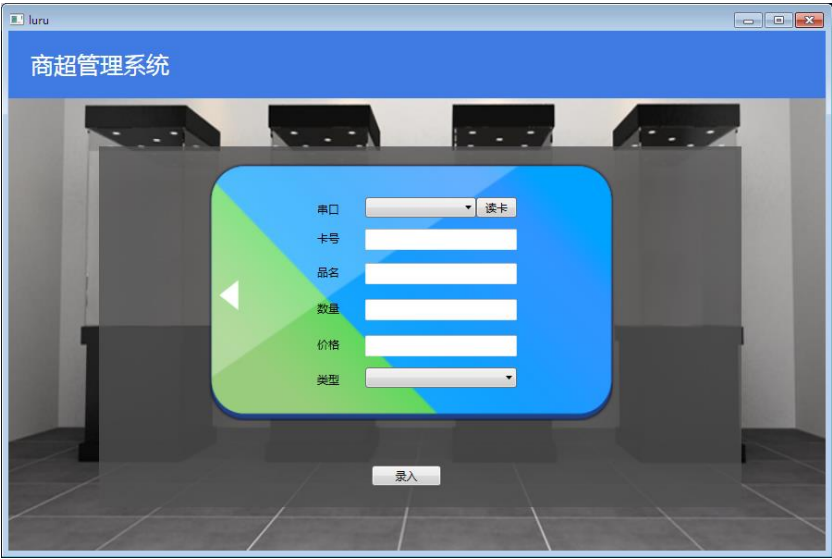 luru
商超管理系统
串口 读卡
卡号
品名
数量
价格
类型
录入